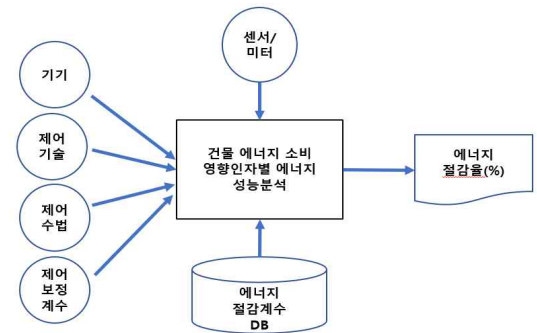 센서/
미터
기기
제어
기술
제어
수법
제어
보정
계수
건물 에너지 소비
영향인자별 에너지
성능분석
에너지
절감율(%)
에너지
절감계수
DB